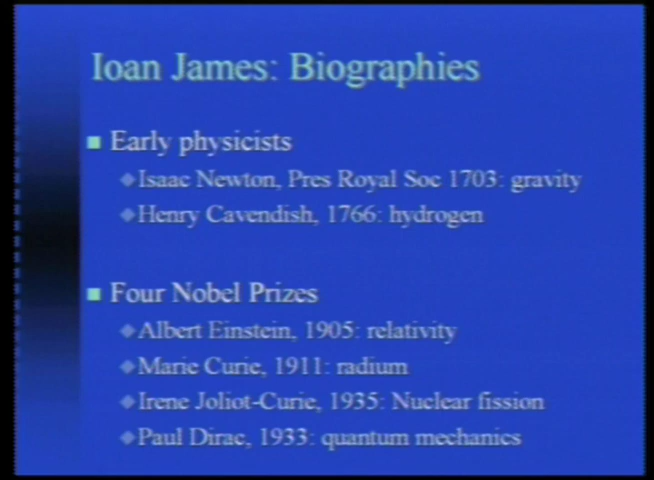 Ioan James: Biographies
Early physicists
Isaac Newton, Pres Royal Soc 1703: gravity
Henry Cavendish, 1766: hydrogen
Four Nobel Prizes
Albert Einstein, 1905: relativity
Marie Curie, 1911: radium
Irene Joliot-Curie, 1935: Nuclear fission
Paul Dirac, 1933: quantum mechanics